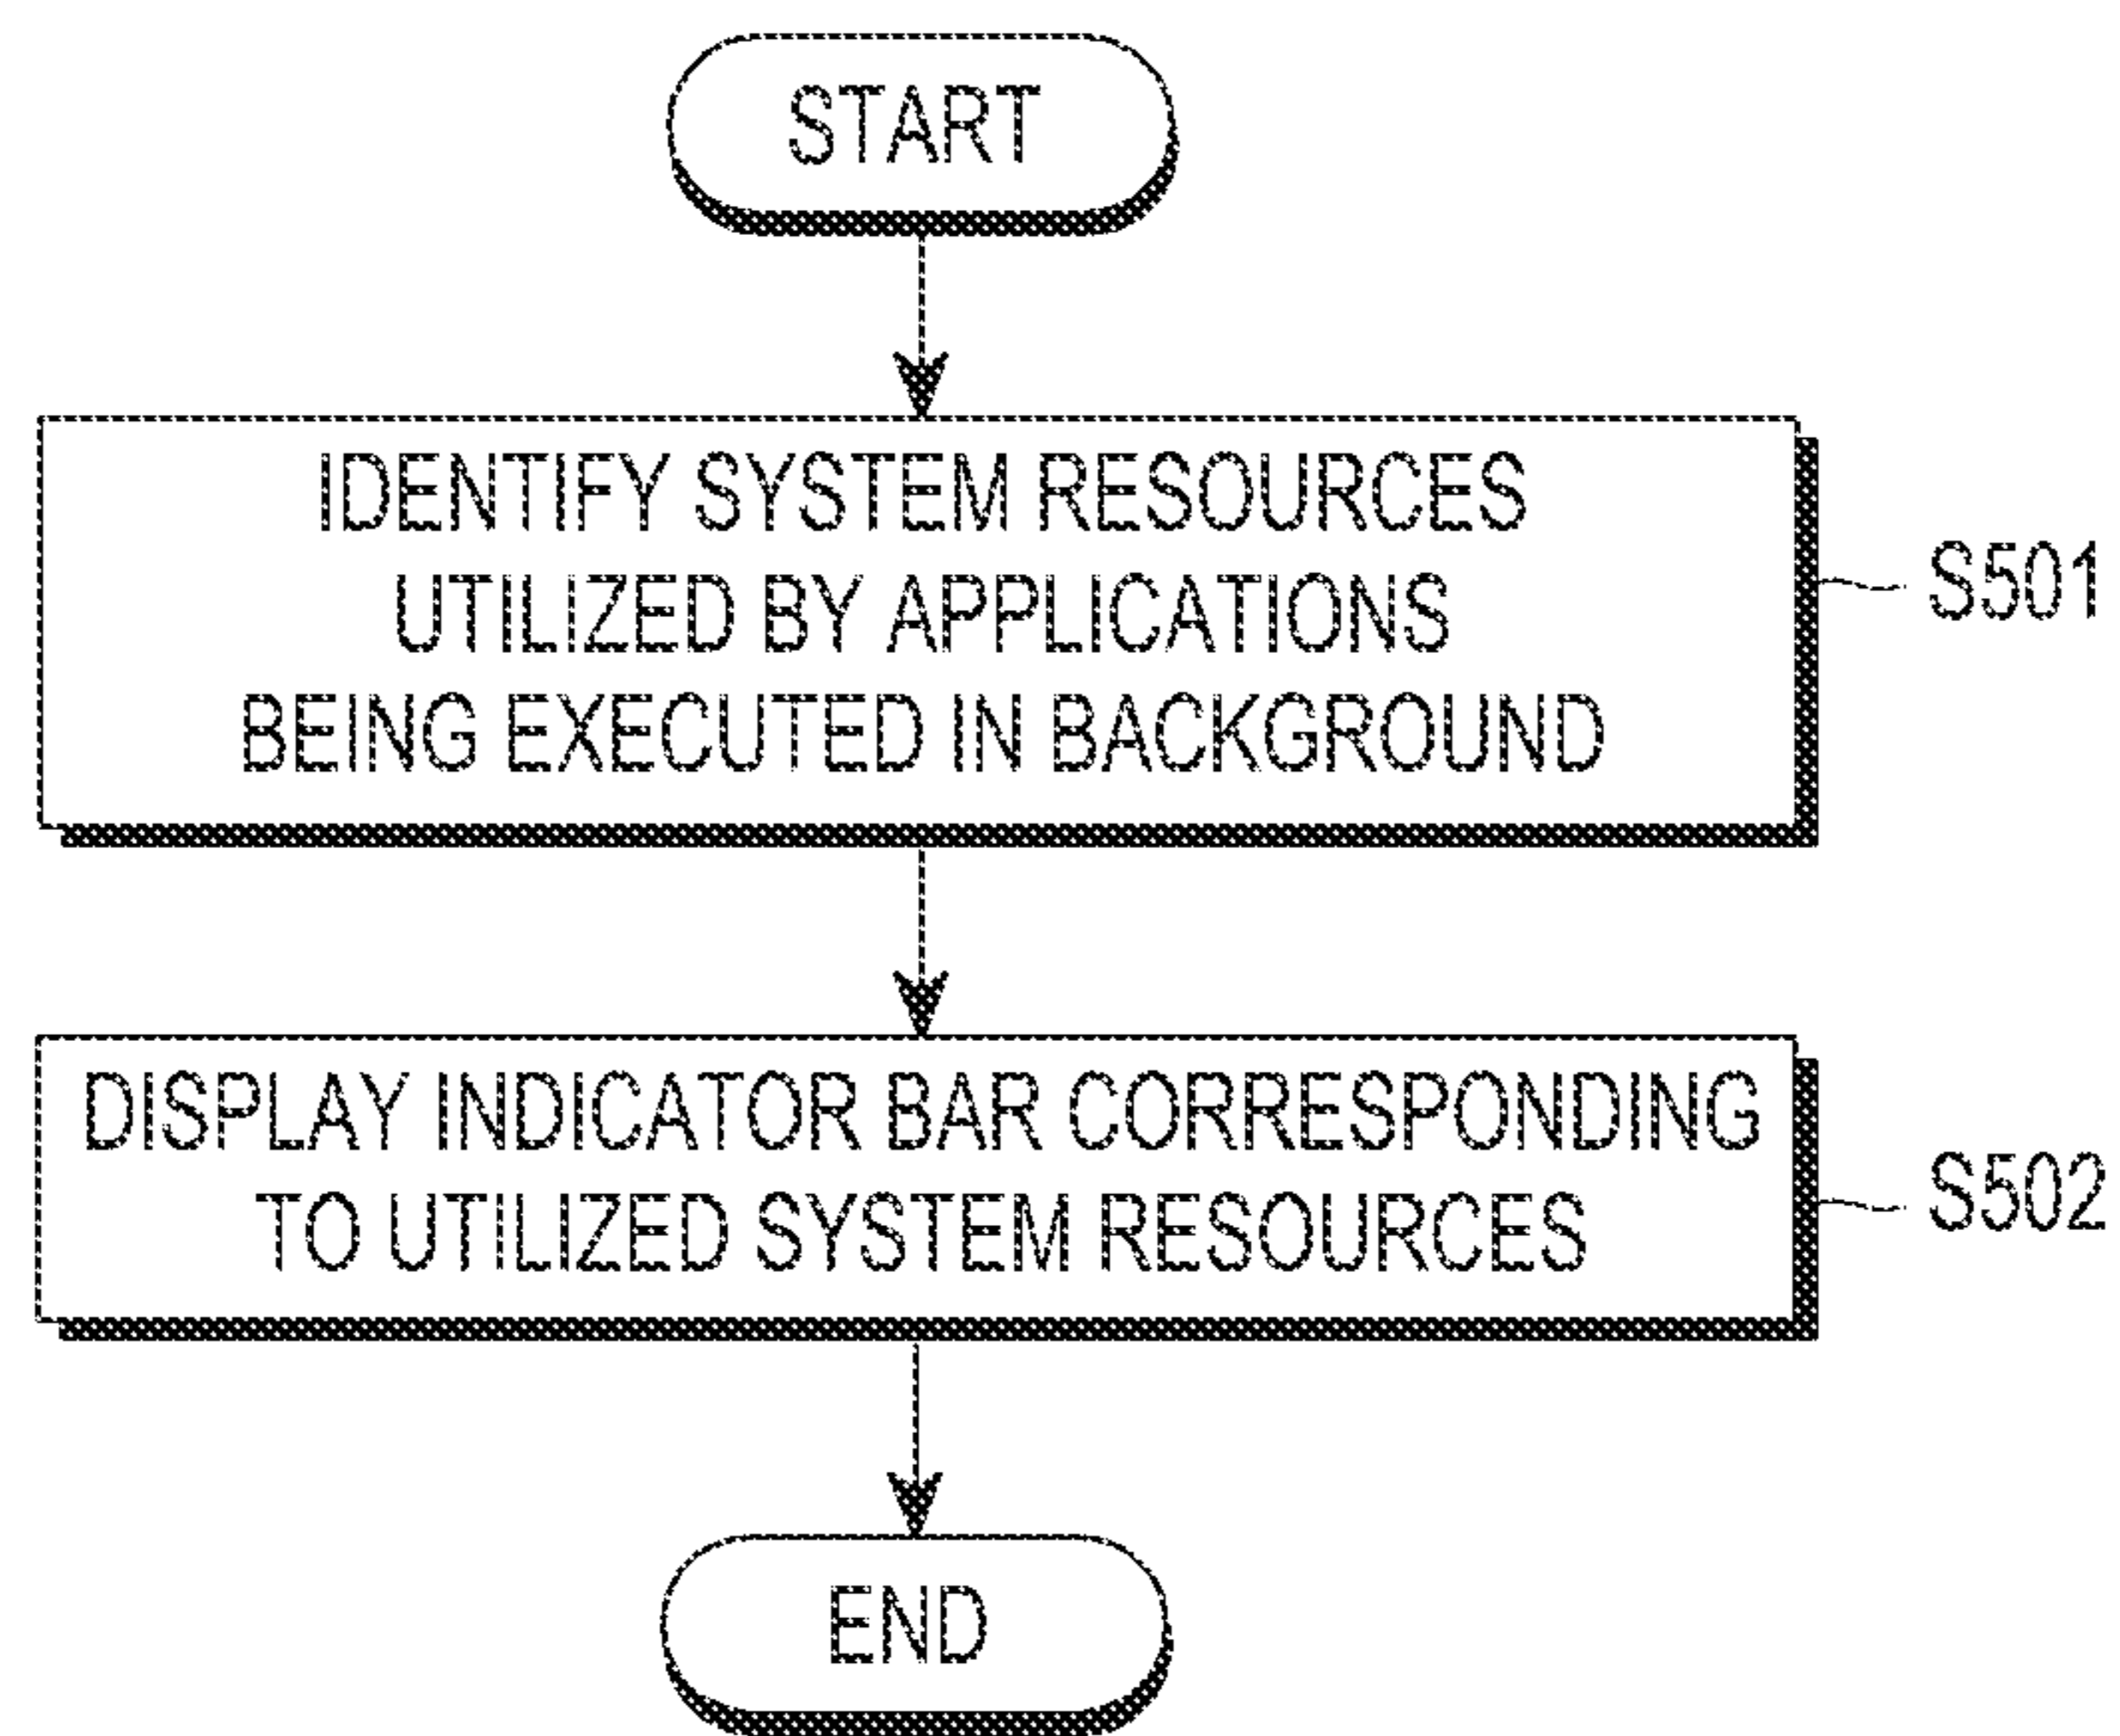 START
IDENTIFY SYSTEM RESOURCES
UTILIZED BY APPLICATIONS
BEING EXECUTED IN BACKGROUND
S501
DISPLAY INDICATOR BAR CORRESPONDING
TO UTILIZED SYSTEM RESOURCES
S502
END